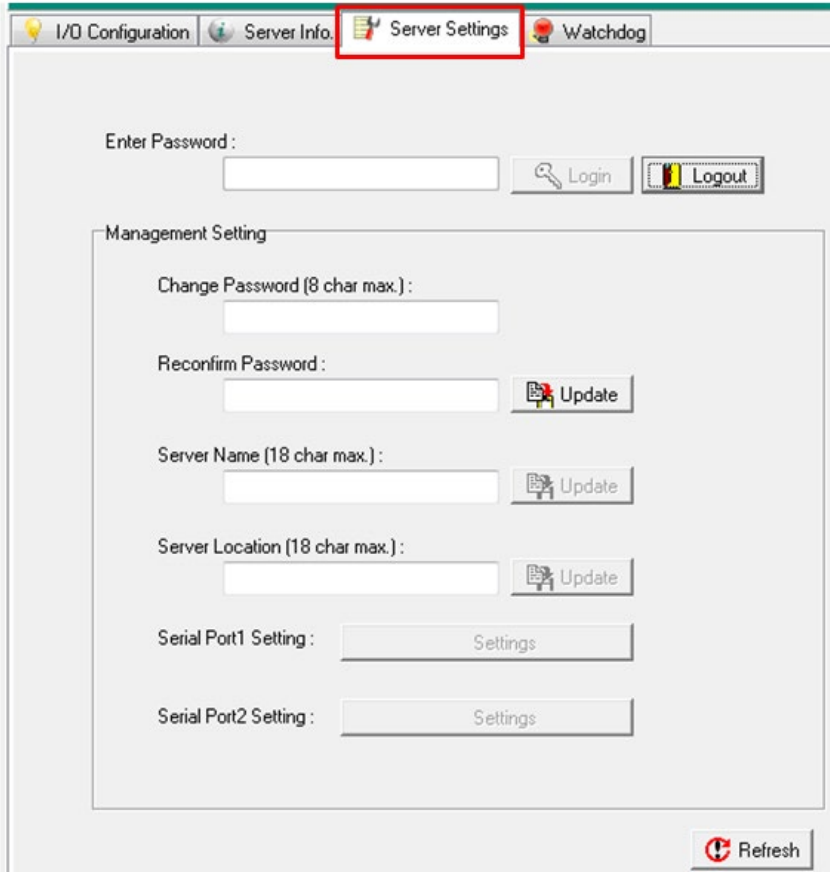 I/O Configuration Server Info. Server Settings Watchdog
Enter Password :
Login Logout
Management Setting
Change Password (8 char max.) :
Reconfirm Password :
Update
Server Name (18 char max.) :
Update
Server Location (18 char max.) :
Update
Serial Port1 Setting : Settings
Serial Port2 Setting : Settings
Refresh